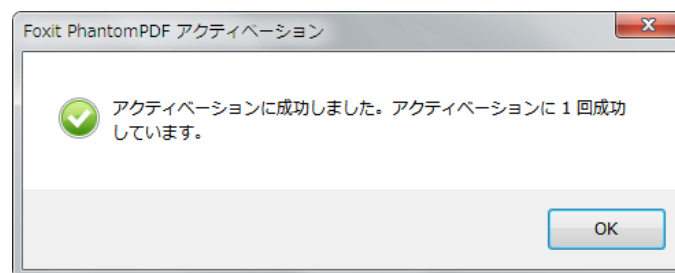 Foxit PhantomPDF アクティベーション
アクティベーションに成功しました。アクティベーションに 1 回成功
しています。
OK